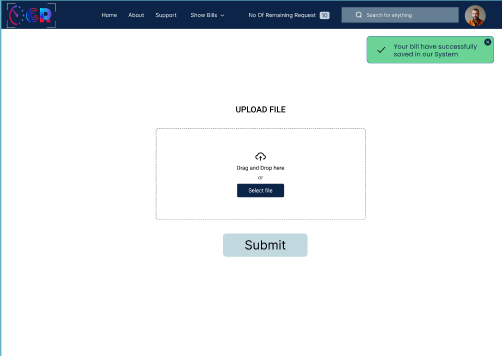 OCR
Home
About
Support
Show Bills
No Of Remaining Request
10
Search for anything
Your bill have successfully
saved in our System
UPLOAD FILE
Drag and Drop here
or
Select file
Submit